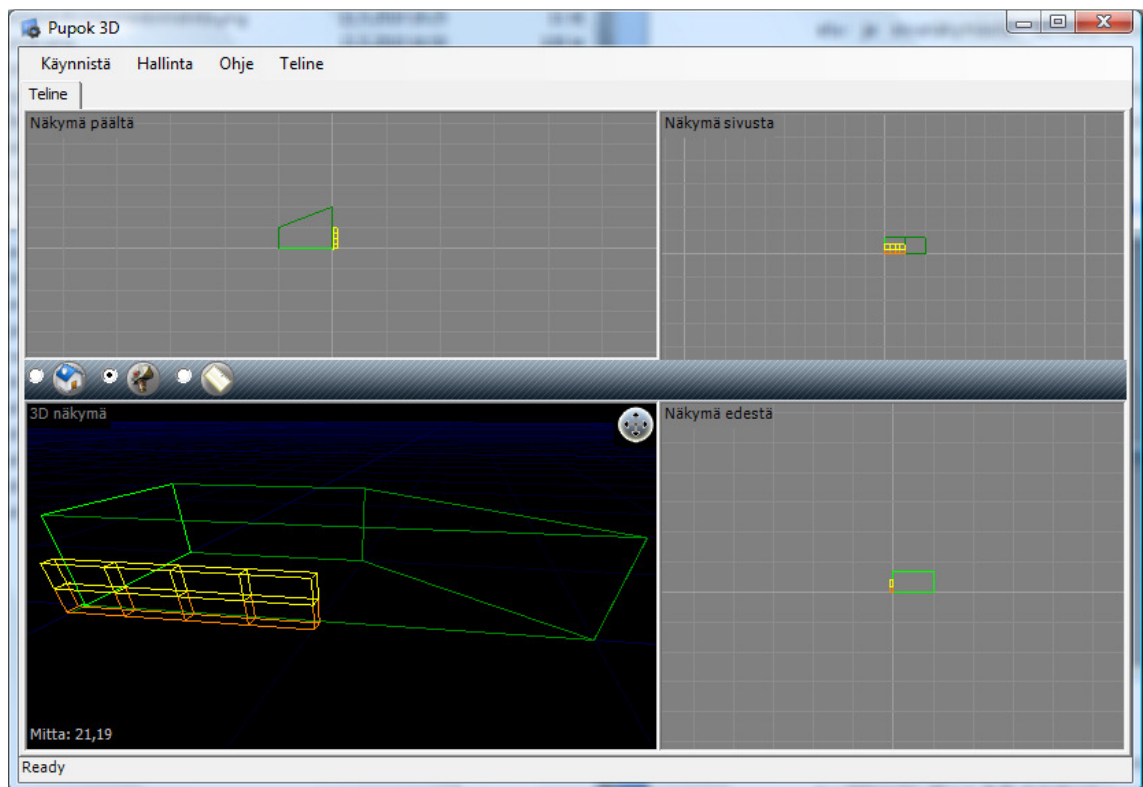 Pupok 3D
Käynnistä Hallinta Ohje Teline
Teline
Näkymä päältä
Näkymä sivusta
3D näkymä
Näkymä edestä
Mitta: 21,19
Ready